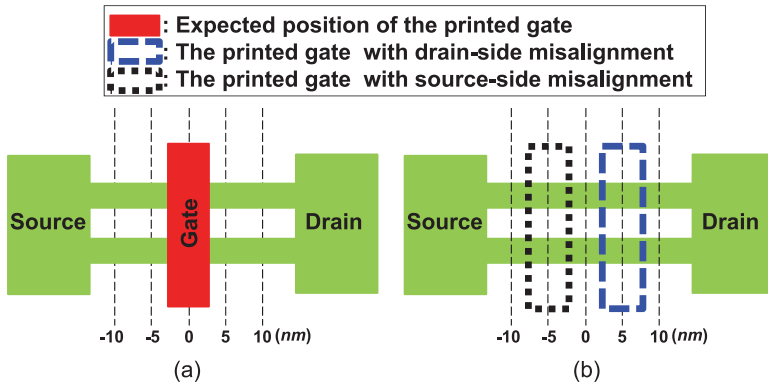 : Expected position of the printed gate
: The printed gate with drain-side misalignment
: The printed gate with source-side misalignment
Source
Gate
Drain
-10 -5 0 5 10 (nm)
(a)
Source
Drain
-10 -5 0 5 10 (nm)
(b)